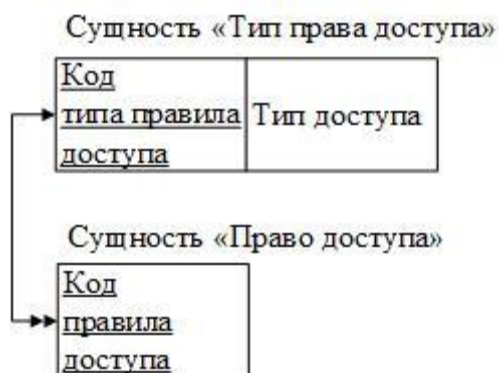 Сущность «Тип права доступа»
Код
типа правила
доступа
Тип доступа
Сущность «Право доступа»
Код
правила
доступа